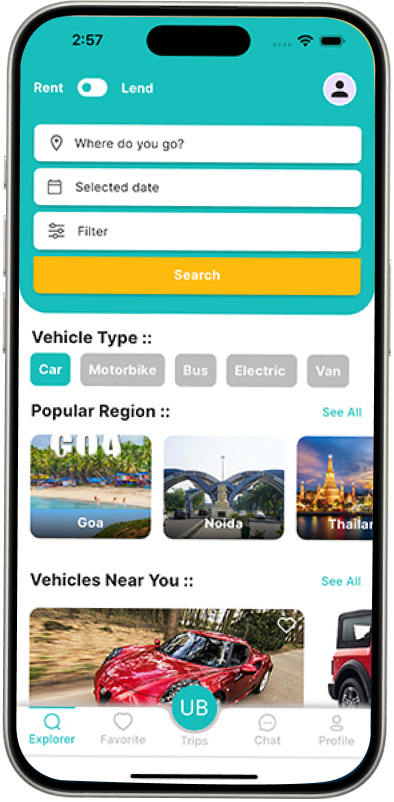 2:57
Rent Lend
Where do you go?
Selected date
Filter
Search
Vehicle Type ::
Car Motorbike Bus Electric Van
Popular Region :: See All
GOA
Goa Noida Thailan
Vehicles Near You :: See All
UB
Explorer Favorite Trips Chat Profile